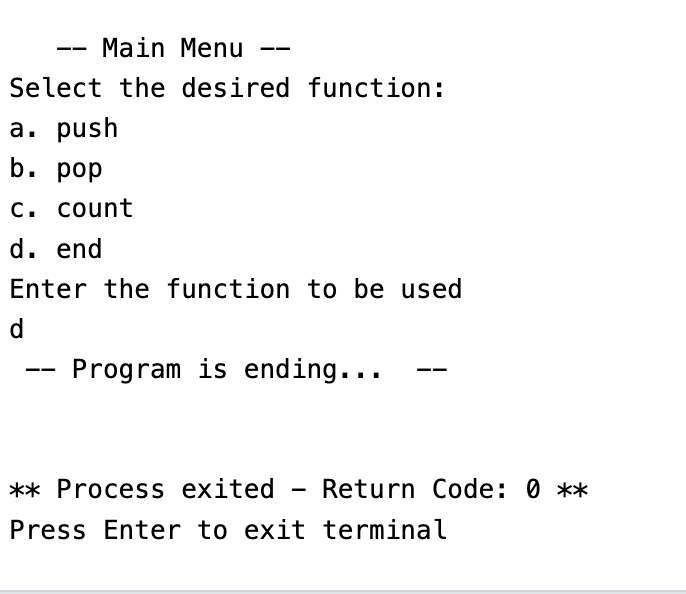 -- Main Menu --
Select the desired function:
a. push
b. pop
c. count
d. end
Enter the function to be used
d
-- Program is ending...  --
** Process exited - Return Code: 0 **
Press Enter to exit terminal